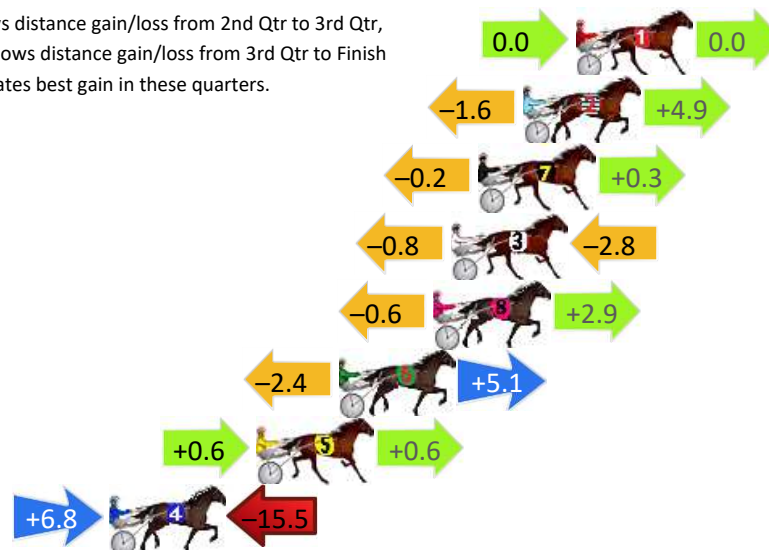 s distance gain/loss from 2nd Qtr to 3rd Qtr,
ows distance gain/loss from 3rd Qtr to Finish
ates best gain in these quarters.
0.0 1 0.0
–1.6 2 +4.9
–0.2 7 +0.3
–0.8 3 –2.8
–0.6 8 +2.9
–2.4 6 +5.1
+0.6 5 +0.6
+6.8 4 –15.5